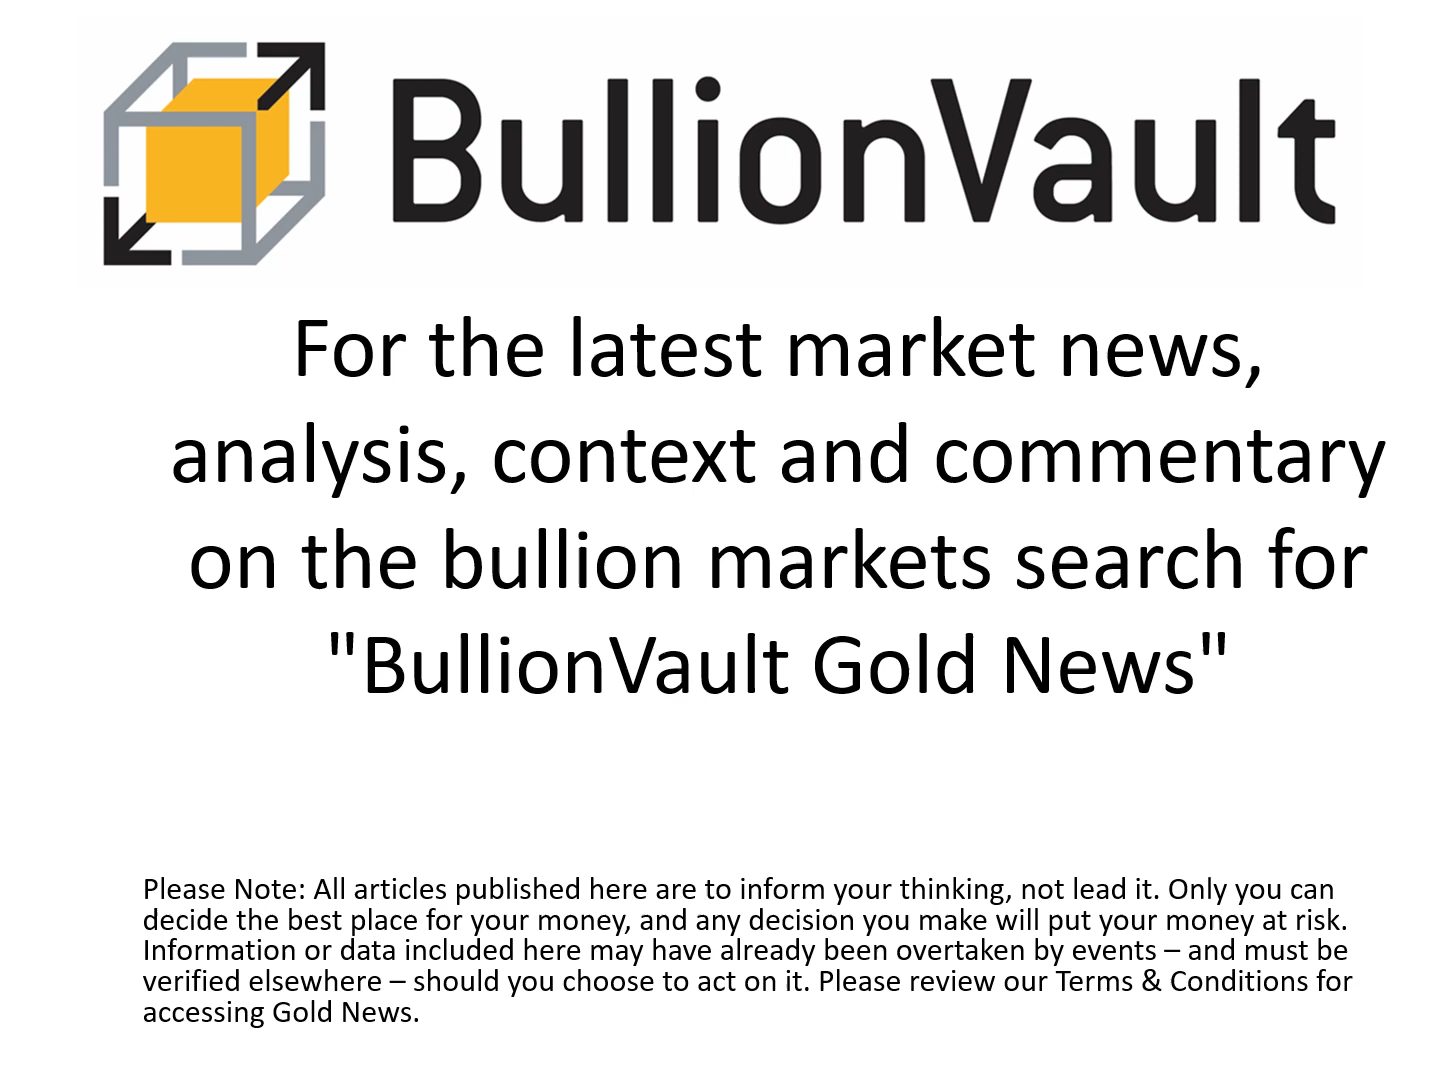 BullionVault
For the latest market news,
analysis, context and commentary
on the bullion markets search for
"BullionVault Gold News"
Please Note: All articles published here are to inform your thinking, not lead it. Only you can
decide the best place for your money, and any decision you make will put your money at risk.
Information or data included here may have already been overtaken by events – and must be
verified elsewhere – should you choose to act on it. Please review our Terms & Conditions for
accessing Gold News.